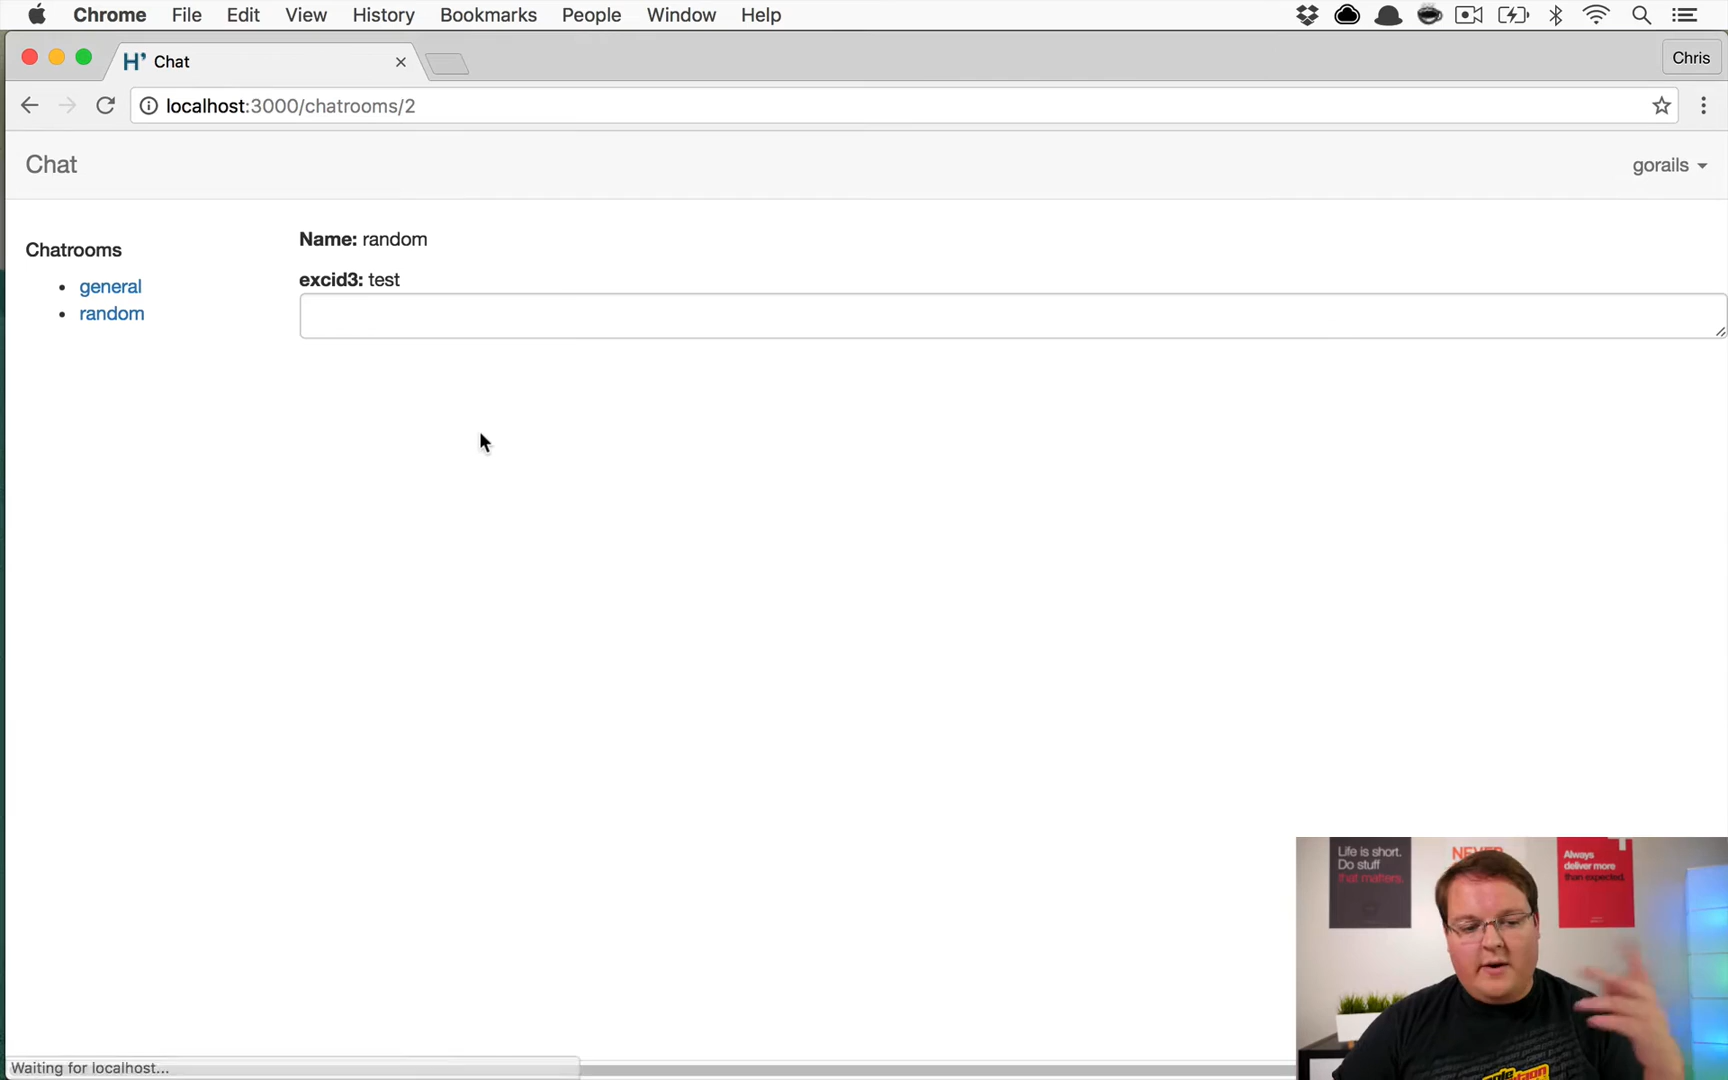 Chrome File Edit View History Bookmarks People Window Help
H' Chat
Chris
localhost:3000/chatrooms/2
Chat
gorails
Chatrooms
general
random
Name: random
excid3: test
Life is short.
Do stuff
that matters.
NEVER
Always
deliver more
than expected.
Waiting for localhost...